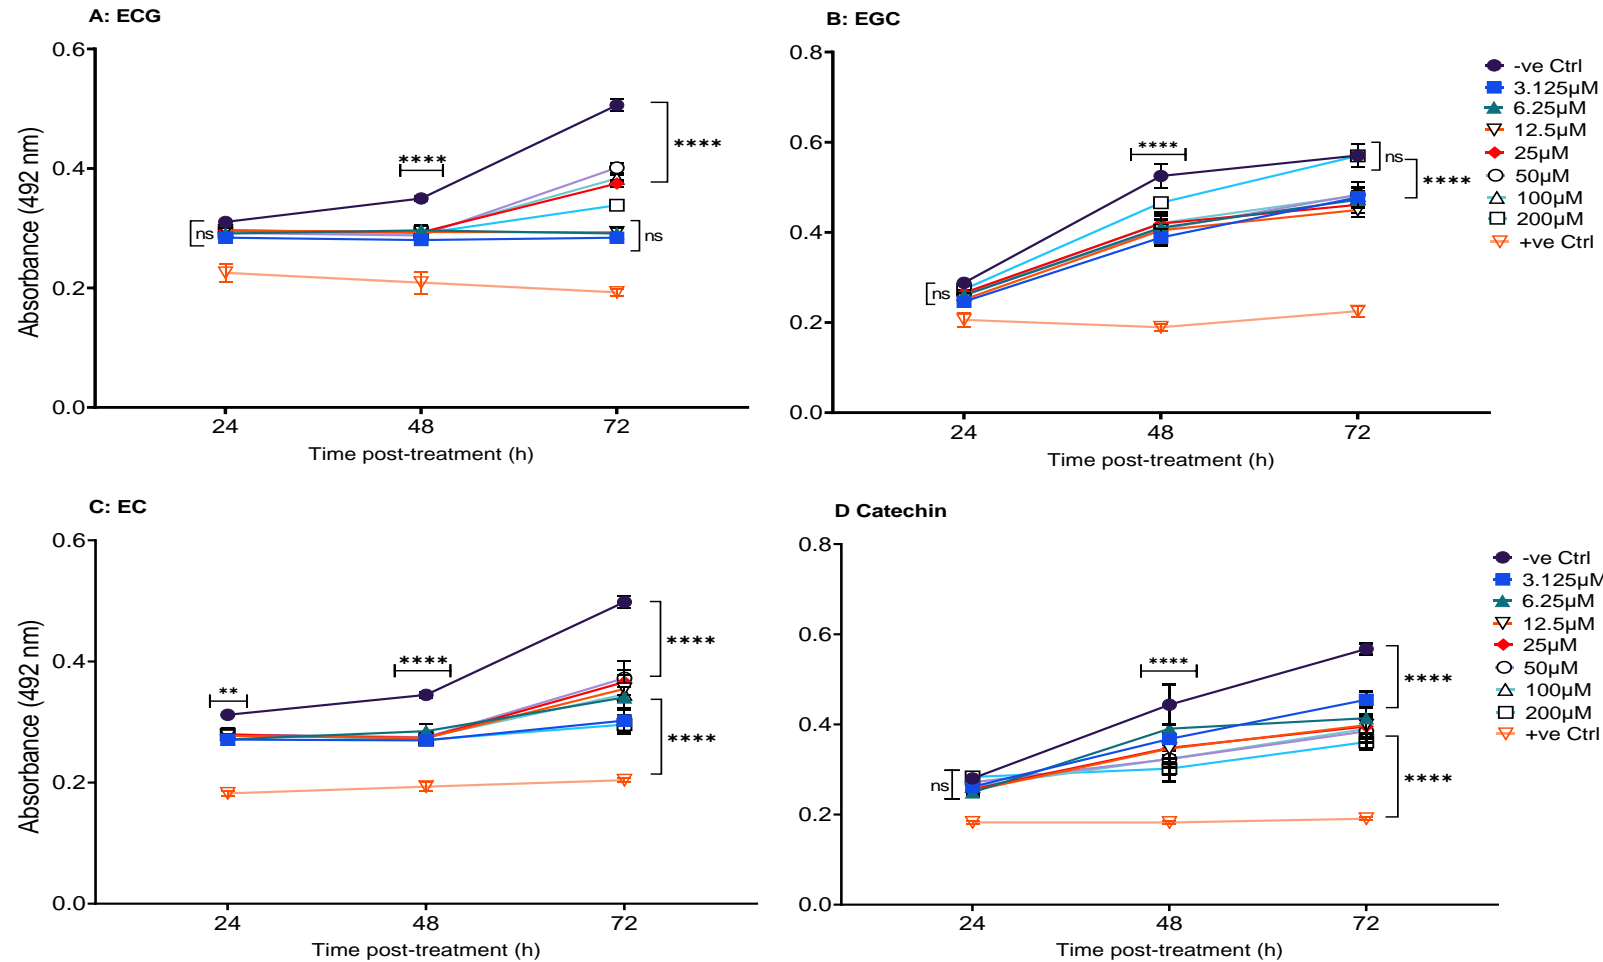 A: ECG
Absorbance (492 nm)
0.6
0.4
0.2
0.0
24
48
72
Time post-treatment (h)
ns
****
****
ns
B: EGC
0.8
0.6
0.4
0.2
0.0
24
48
72
Time post-treatment (h)
ns
****
ns
****
-ve Ctrl
3.125µM
6.25µM
12.5µM
25µM
50µM
100µM
200µM
+ve Ctrl
C: EC
Absorbance (492 nm)
0.6
0.4
0.2
0.0
24
48
72
Time post-treatment (h)
**
****
****
****
D Catechin
0.8
0.6
0.4
0.2
0.0
24
48
72
Time post-treatment (h)
ns
****
****
****
-ve Ctrl
3.125µM
6.25µM
12.5µM
25µM
50µM
100µM
200µM
+ve Ctrl